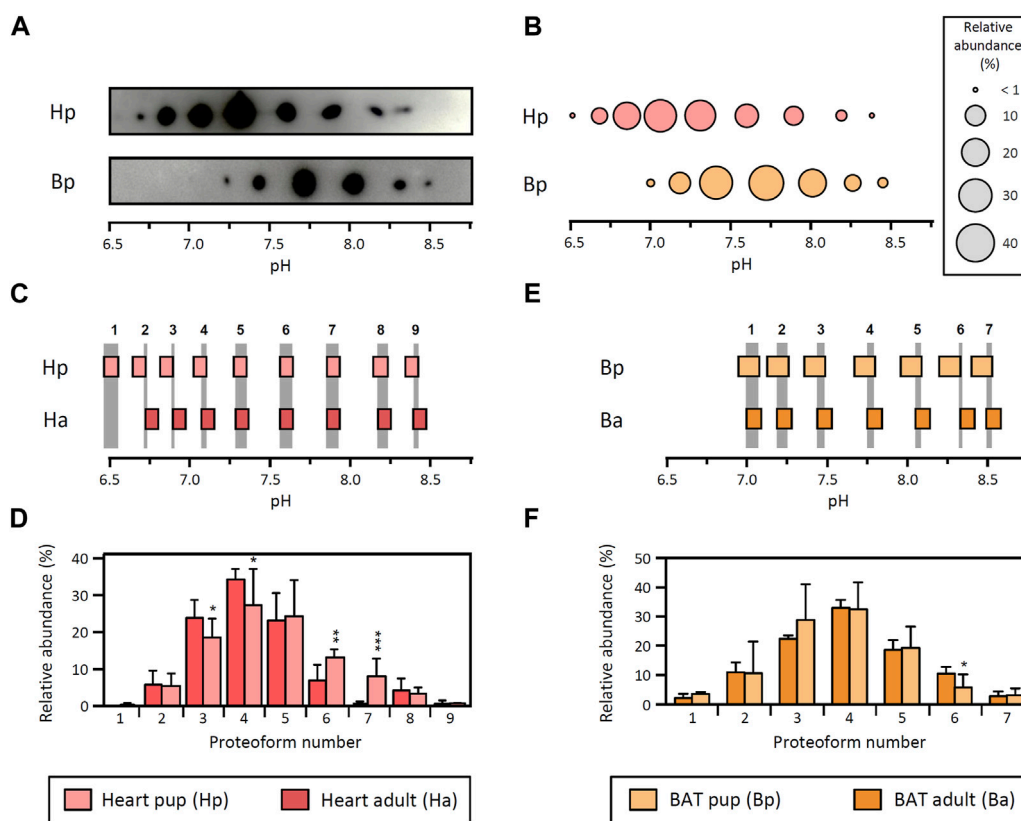 A
Hp
Bp
6.5 7.0 7.5 8.0 8.5
pH
B
Hp
Bp
6.5 7.0 7.5 8.0 8.5
pH
Relative
abundance
(%)
< 1
10
20
30
40
C
1 2 3 4 5 6 7 8 9
Hp
Ha
6.5 7.0 7.5 8.0 8.5
pH
E
1 2 3 4 5 6 7
Bp
Ba
6.5 7.0 7.5 8.0 8.5
pH
D
Relative abundance (%)
40
30
20
10
0
* * ** ***
1 2 3 4 5 6 7 8 9
Proteoform number
Heart pup (Hp) Heart adult (Ha)
F
Relative abundance (%)
50
40
30
20
10
0
*
1 2 3 4 5 6 7
Proteoform number
BAT pup (Bp) BAT adult (Ba)